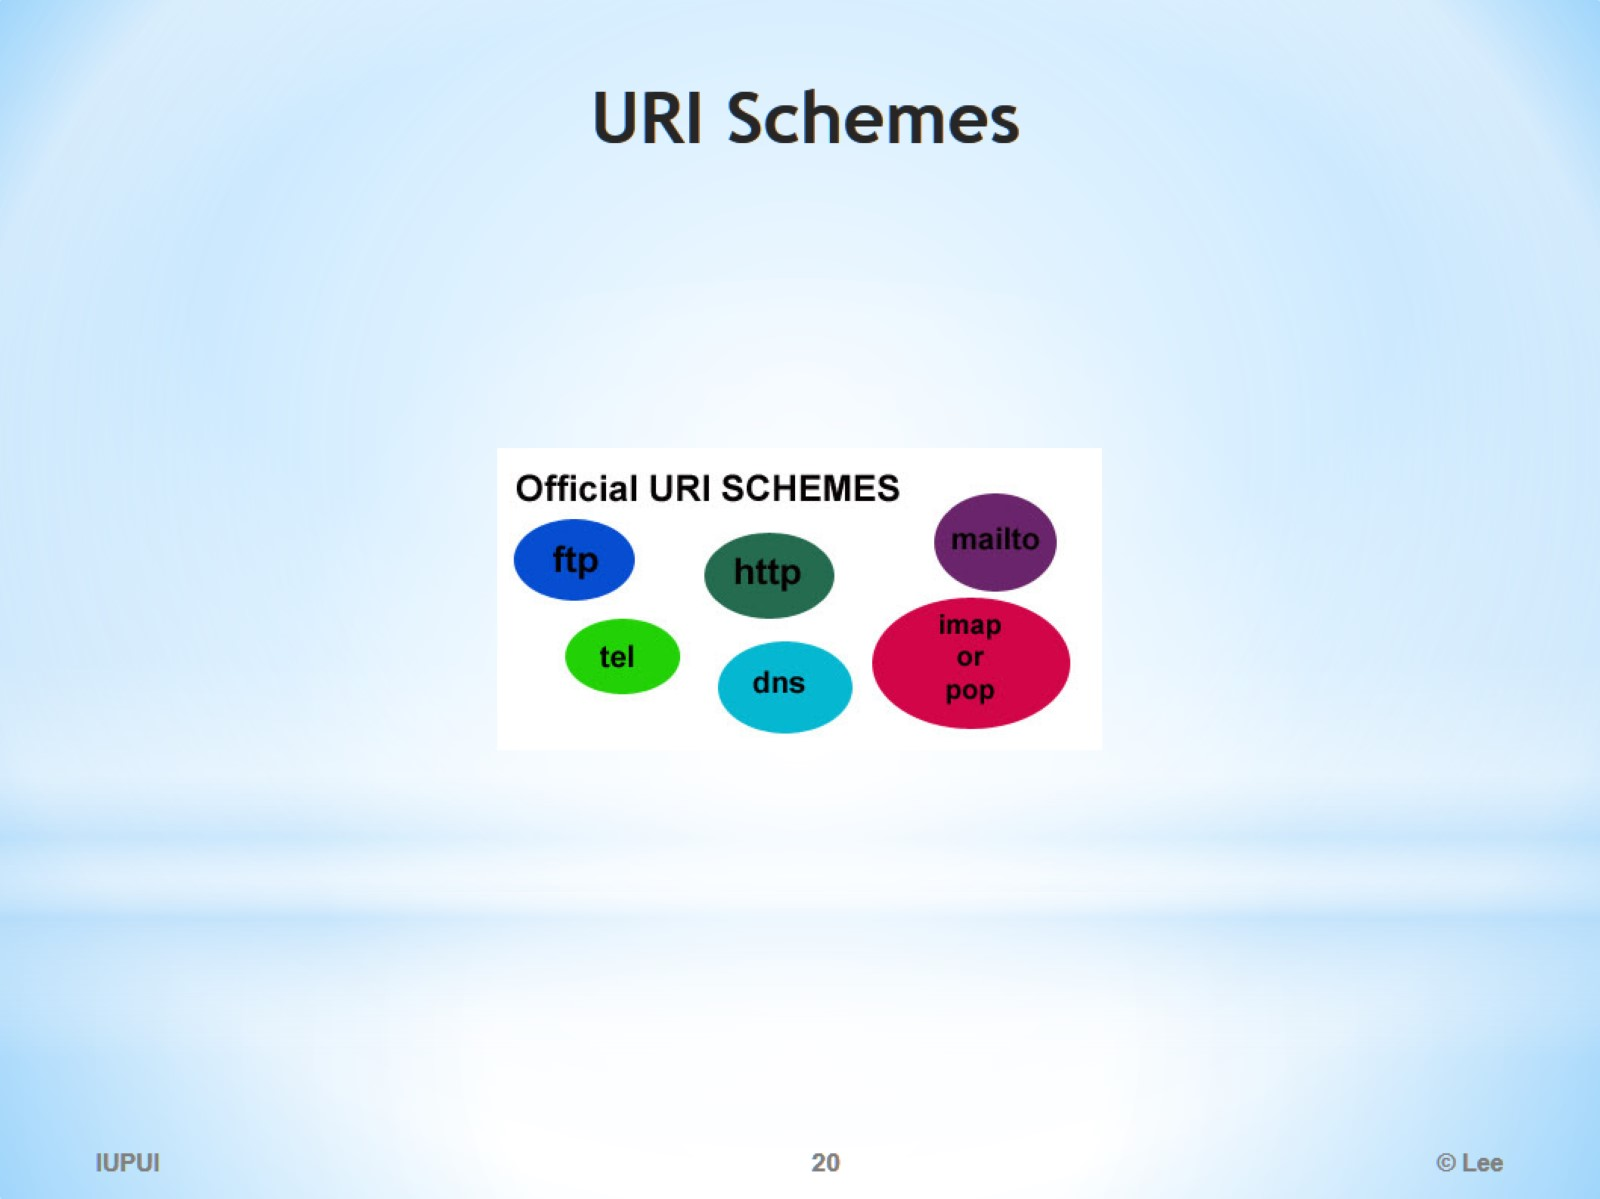 URI Schemes
Official URI SCHEMES
ftp
http
mailto
tel
dns
imap
or
pop
IUPUI
20
© Lee